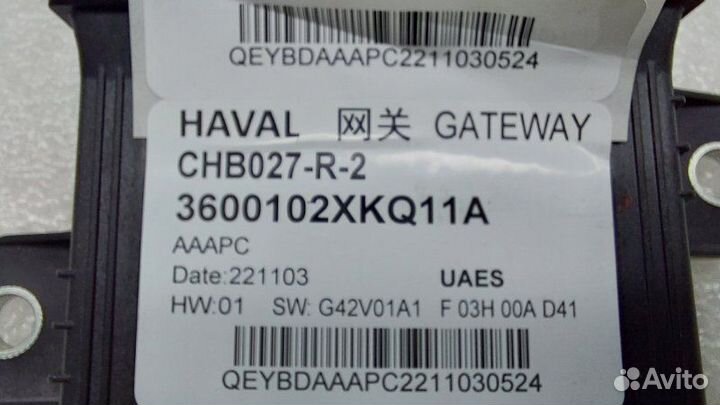 QEYBDAAAPC2211030524
HAVAL 网关 GATEWAY
CHB027-R-2
3600102XKQ11A
AAAPC
Date:221103 UAES
HW:01 SW: G42V01A1 F 03H 00A D41
QEYBDAAAPC2211030524
Avito